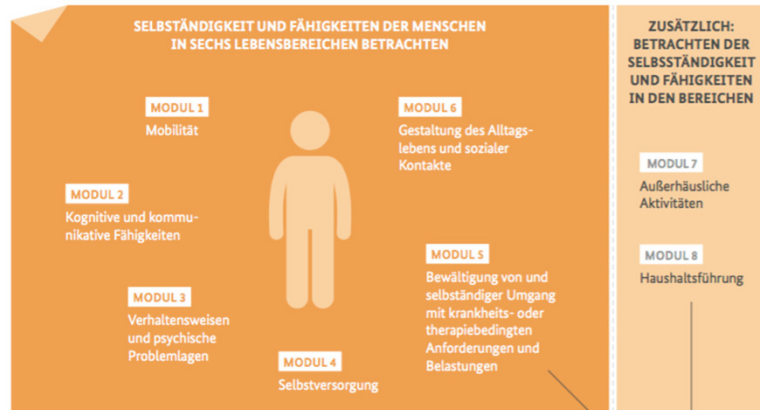 SELBSTÄNDIGKEIT UND FÄHIGKEITEN DER MENSCHEN
IN SECHS LEBENSBEREICHEN BETRACHTEN
MODUL 1
Mobilität
MODUL 2
Kognitive und kommu-
nikative Fähigkeiten
MODUL 3
Verhaltensweisen
und psychische
Problemlagen
MODUL 4
Selbstversorgung
MODUL 5
Bewältigung von und
selbständiger Umgang
mit krankheits- oder
therapiebedingten
Anforderungen und
Belastungen
MODUL 6
Gestaltung des Alltags-
lebens und sozialer
Kontakte
ZUSÄTZLICH:
BETRACHTEN DER
SELBSSTÄNDIGKEIT
UND FÄHIGKEITEN
IN DEN BEREICHEN
MODUL 7
Außerhäusliche
Aktivitäten
MODUL 8
Haushaltsführung